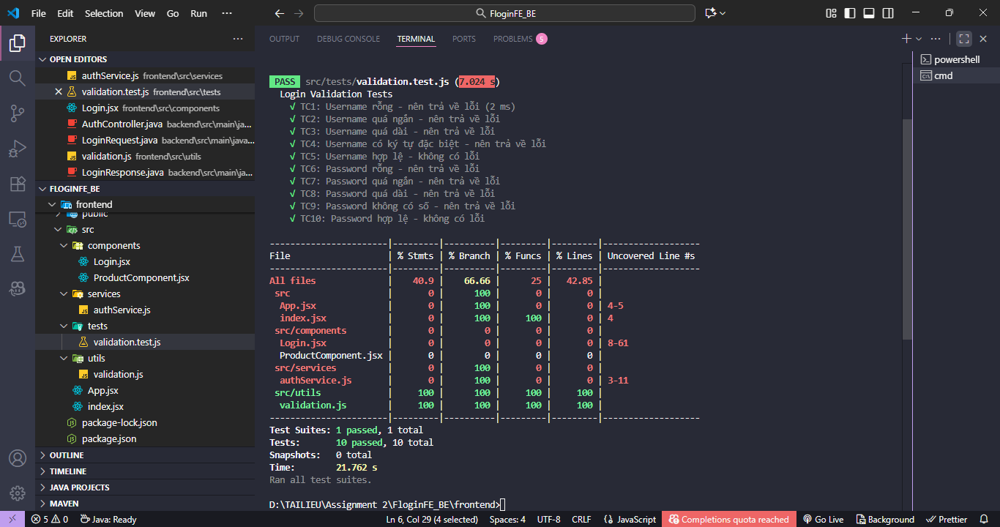 File Edit Selection View Go Run ···
FloginFE_BE
EXPLORER
OPEN EDITORS
authService.js frontend\src\services
validation.test.js frontend\src\tests
Login.jsx frontend\src\components
AuthController.java backend\src\main\ja...
LoginRequest.java backend\src\main\java...
validation.js frontend\src\utils
LoginResponse.java backend\src\main\ja...
FLOGINFE_BE
frontend
public
src
components
Login.jsx
ProductComponent.jsx
services
authService.js
tests
validation.test.js
utils
validation.js
App.jsx
index.jsx
package-lock.json
package.json
OUTLINE
TIMELINE
JAVA PROJECTS
MAVEN
OUTPUT DEBUG CONSOLE TERMINAL PORTS PROBLEMS 5
powershell
cmd
PASS src/tests/validation.test.js (7.024 s)
Login Validation Tests
√ TC1: Username rỗng - nên trả về lỗi (2 ms)
√ TC2: Username quá ngắn - nên trả về lỗi
√ TC3: Username quá dài - nên trả về lỗi
√ TC4: Username có ký tự đặc biệt - nên trả về lỗi
√ TC5: Username hợp lệ - không có lỗi
√ TC6: Password rỗng - nên trả về lỗi
√ TC7: Password quá ngắn - nên trả về lỗi
√ TC8: Password quá dài - nên trả về lỗi
√ TC9: Password không có số - nên trả về lỗi
√ TC10: Password hợp lệ - không có lỗi
-----------------------|---------|----------|---------|---------|-------------------
File | % Stmts | % Branch | % Funcs | % Lines | Uncovered Line #s
-----------------------|---------|----------|---------|---------|-------------------
All files | 40.9 | 66.66 | 25 | 42.85 |
src | 0 | 100 | 0 | 0 |
App.jsx | 0 | 100 | 0 | 0 | 4-5
index.jsx | 0 | 100 | 100 | 0 | 4
src/components | 0 | 0 | 0 | 0 |
Login.jsx | 0 | 0 | 0 | 0 | 8-61
ProductComponent.jsx | 0 | 0 | 0 | 0 |
src/services | 0 | 100 | 0 | 0 |
authService.js | 0 | 100 | 0 | 0 | 3-11
src/utils | 100 | 100 | 100 | 100 |
validation.js | 100 | 100 | 100 | 100 |
-----------------------|---------|----------|---------|---------|-------------------
Test Suites: 1 passed, 1 total
Tests: 10 passed, 10 total
Snapshots: 0 total
Time: 21.762 s
Ran all test suites.
D:\TAILIEU\Assignment 2\FloginFE_BE\frontend>
5 0 Java: Ready Ln 6, Col 29 (4 selected) Spaces: 4 UTF-8 CRLF {} JavaScript Completions quota reached Go Live Background Prettier